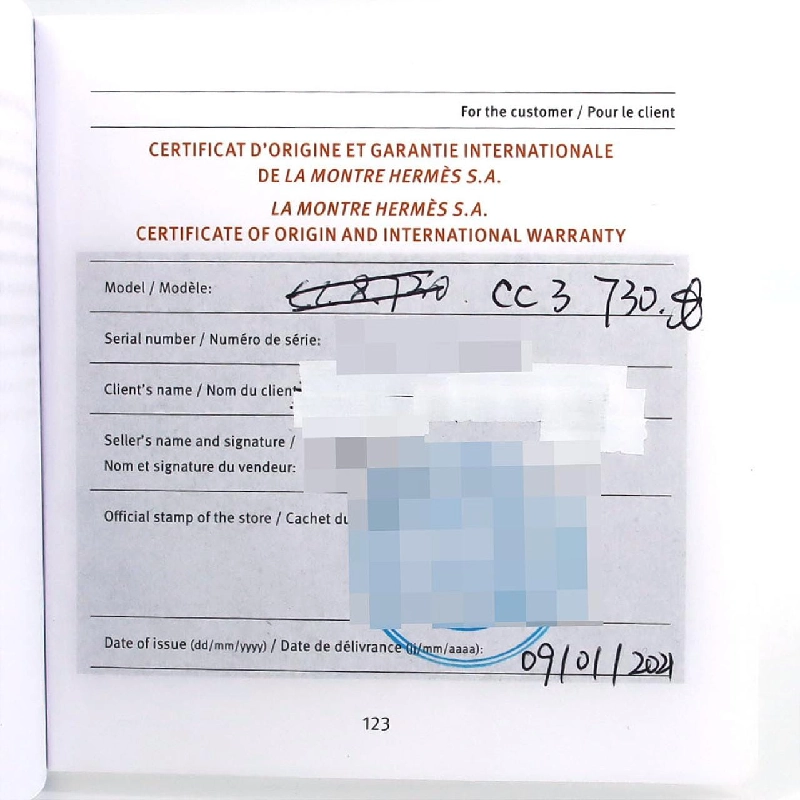 For the customer / Pour le client
CERTIFICAT D'ORIGINE ET GARANTIE INTERNATIONALE
DE LA MONTRE HERMÈS S.A.
LA MONTRE HERMÈS S.A.
CERTIFICATE OF ORIGIN AND INTERNATIONAL WARRANTY
Model / Modèle: CC3 730.
Serial number / Numéro de série:
Client's name / Nom du client
Seller's name and signature /
Nom et signature du vendeur:
Official stamp of the store / Cachet du
Date of issue (dd/mm/yyyy) / Date de délivrance (jj/mm/aaaa): 09/01/2021
123